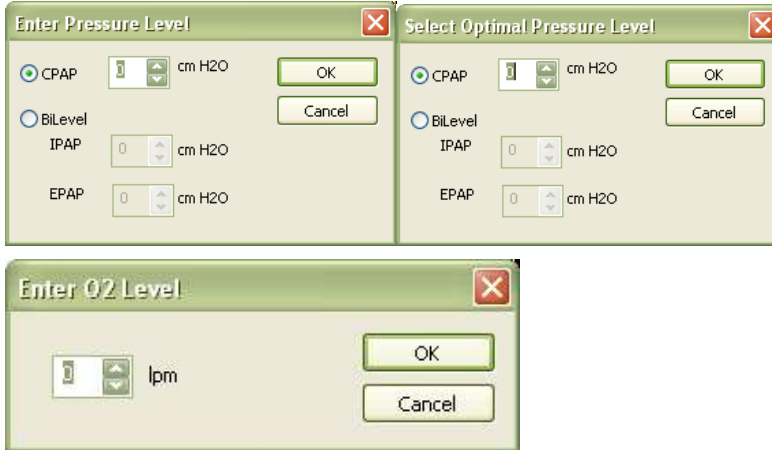 Enter Pressure Level
CPAP 0 cm H2O
OK
BiLevel
Cancel
IPAP 0 cm H2O
EPAP 0 cm H2O
Select Optimal Pressure Level
CPAP 0 cm H2O
OK
BiLevel
Cancel
IPAP 0 cm H2O
EPAP 0 cm H2O
Enter O2 Level
0 lpm
OK
Cancel